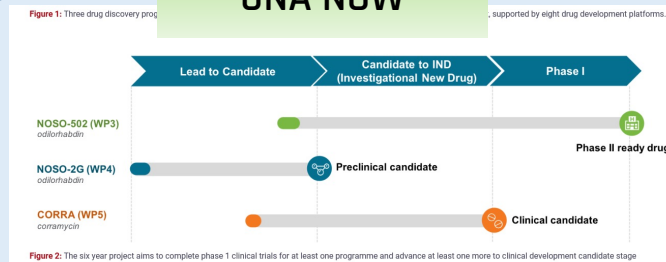 UNA NOW
Figure 1: Three drug discovery prog
, supported by eight drug development platforms.
Lead to Candidate
Candidate to IND
(Investigational New Drug)
Phase I
NOSO-502 (WP3)
odilorhabdin
Phase II ready drug
NOSO-2G (WP4)
odilorhabdin
Preclinical candidate
CORRA (WP5)
corramycin
Clinical candidate
Figure 2: The six year project aims to complete phase 1 clinical trials for at least one programme and advance at least one more to clinical development candidate stage